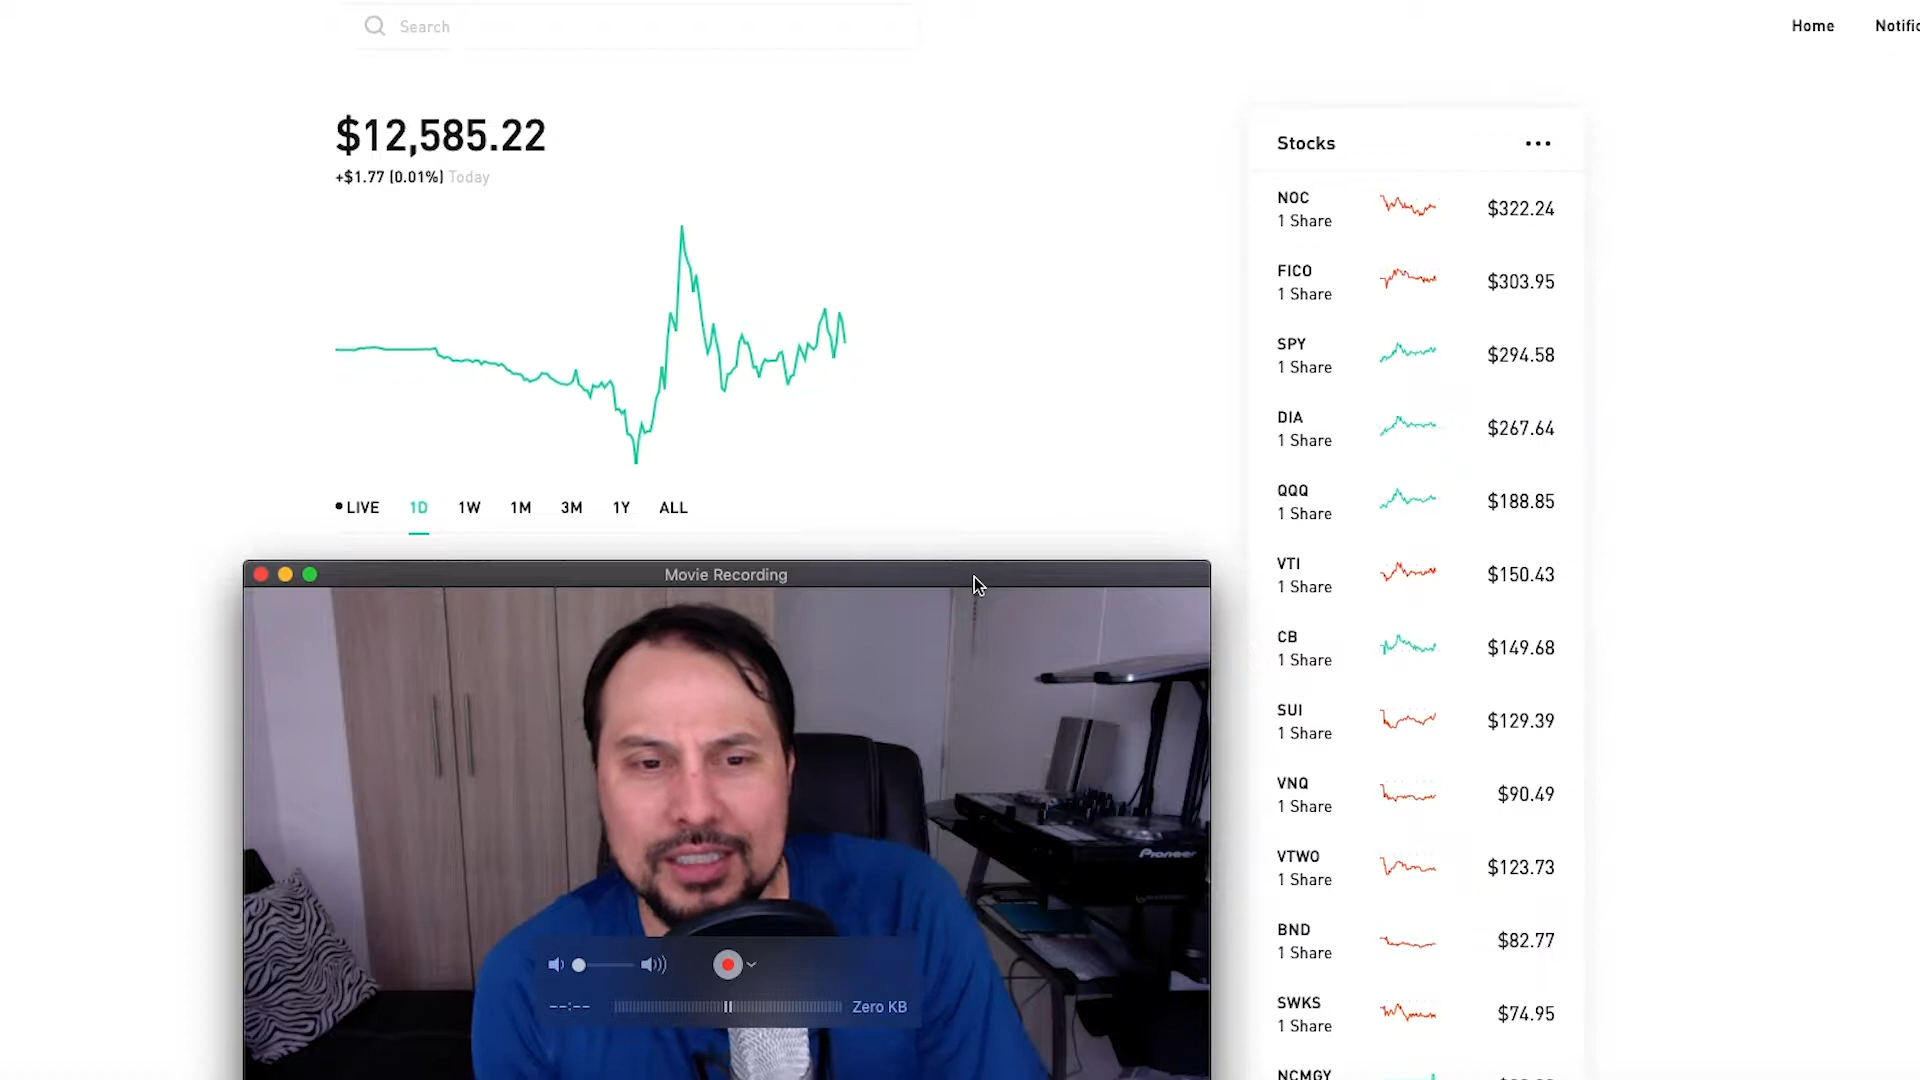 Search
Home
Notific
$12,585.22
+$1.77 (0.01%) Today
LIVE 1D 1W 1M 3M 1Y ALL
Stocks
NOC
1 Share
$322.24
FICO
1 Share
$303.95
SPY
1 Share
$294.58
DIA
1 Share
$267.64
QQQ
1 Share
$188.85
VTI
1 Share
$150.43
CB
1 Share
$149.68
SUI
1 Share
$129.39
VNQ
1 Share
$90.49
VTWO
1 Share
$123.73
BND
1 Share
$82.77
SWKS
1 Share
$74.95
NCMGY
Movie Recording
Pioneer
--:--
Zero KB